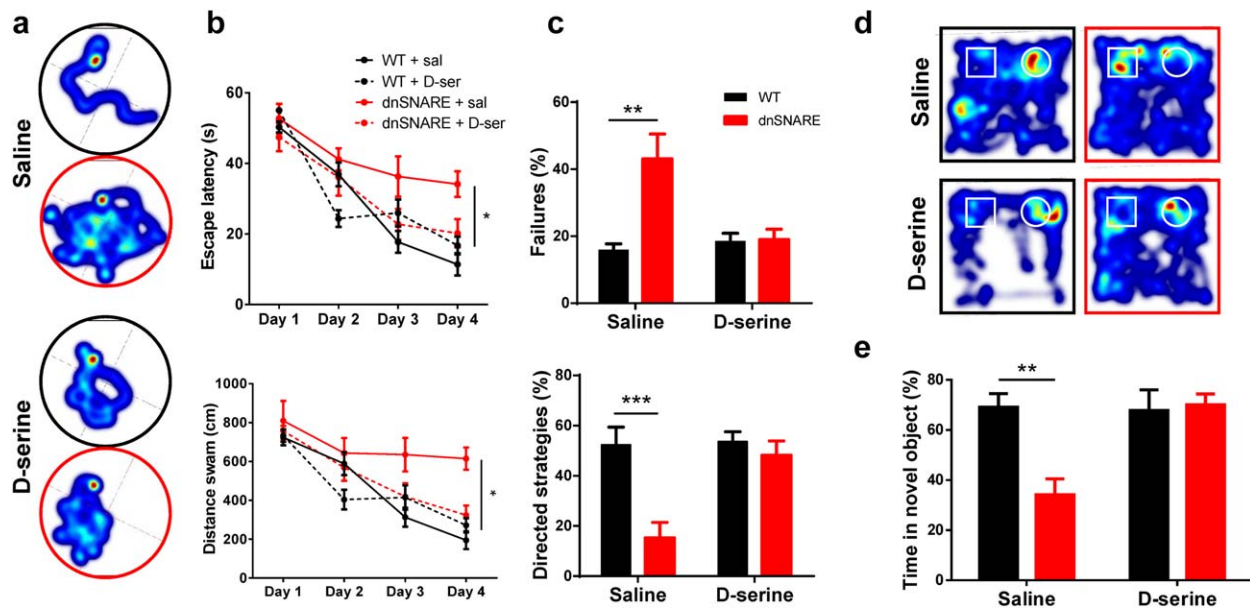 a
Saline
D-serine
b
WT + sal
WT + D-ser
dnSNARE + sal
dnSNARE + D-ser
Escape latency (s)
60
40
20
0
*
Day 1 Day 2 Day 3 Day 4
Distance swam (cm)
1000
800
600
400
200
0
*
Day 1 Day 2 Day 3 Day 4
c
WT
dnSNARE
Failures (%)
80
60
40
20
0
**
Saline D-serine
Directed strategies (%)
80
60
40
20
0
***
Saline D-serine
d
Saline
D-serine
e
Time in novel object (%)
80
60
40
20
0
**
Saline D-serine